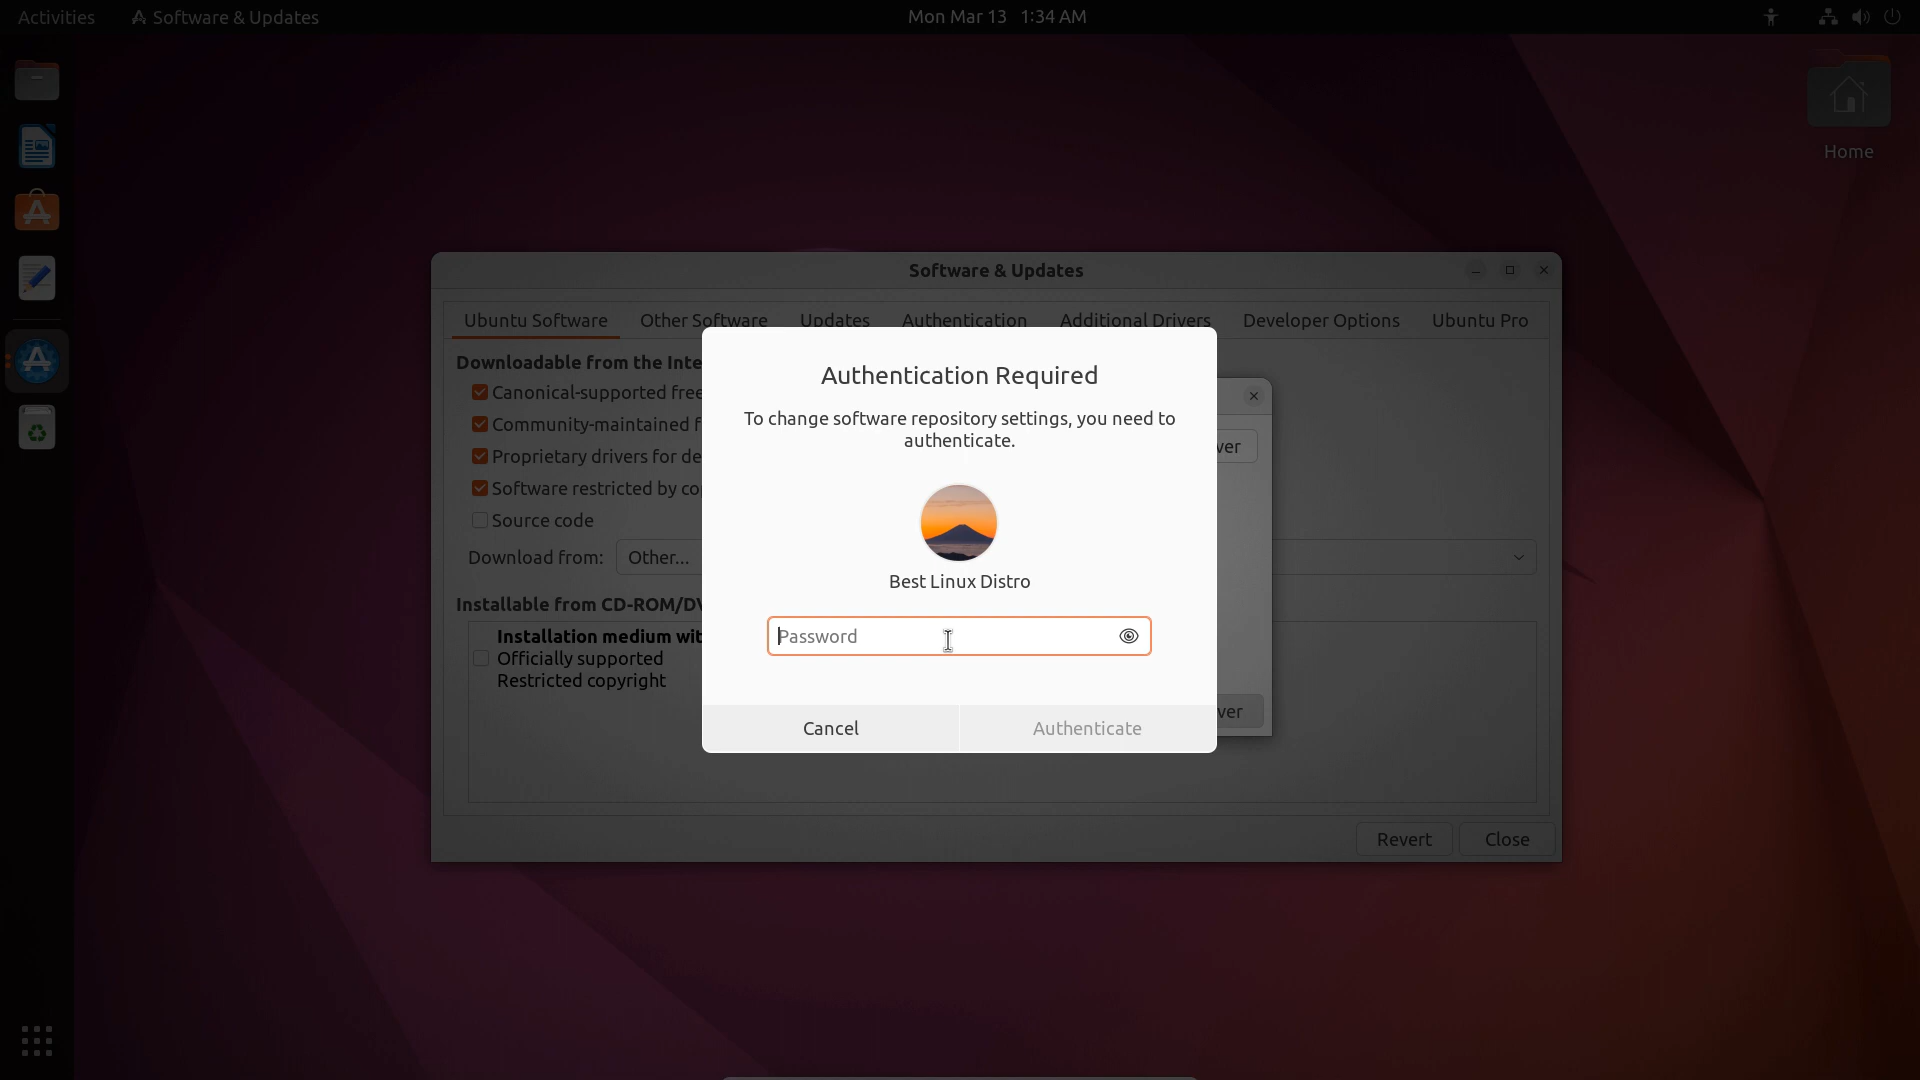 Activities
Software & Updates
Mon Mar 13 1:34 AM
Home
Software & Updates
Ubuntu Software
Other Software
Updates
Authentication
Additional Drivers
Developer Options
Ubuntu Pro
Downloadable from the Inte
Canonical-supported free
Community-maintained f
Proprietary drivers for de
Software restricted by co
Source code
Download from: Other...
Installable from CD-ROM/DV
Installation medium wit
Officially supported
Restricted copyright
ver
ver
Revert
Close
Authentication Required
To change software repository settings, you need to
authenticate.
Best Linux Distro
Password
Cancel
Authenticate